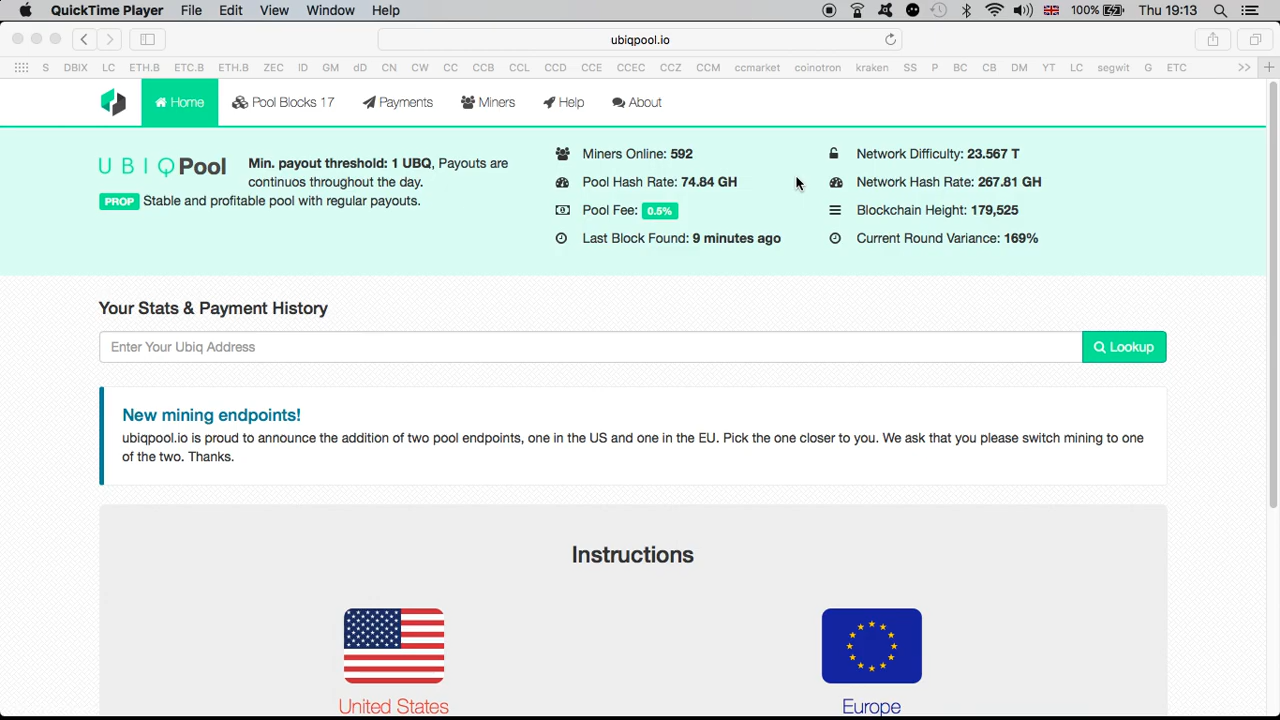 QuickTime Player File Edit View Window Help 100% Thu 19:13
ubiqpool.io
S DBIX LC ETH.B ETC.B ETH.B ZEC ID GM dD CN CW CC CCB CCL CCD CCE CCEC CCZ CCM ccmarket coinotron kraken SS P BC CB DM YT LC segwit G ETC
Home Pool Blocks 17 Payments Miners Help About
UBIQPool Min. payout threshold: 1 UBQ, Payouts are
continuos throughout the day.
PROP Stable and profitable pool with regular payouts.
Miners Online: 592
Pool Hash Rate: 74.84 GH
Pool Fee: 0.5%
Last Block Found: 9 minutes ago
Network Difficulty: 23.567 T
Network Hash Rate: 267.81 GH
Blockchain Height: 179,525
Current Round Variance: 169%
Your Stats & Payment History
Enter Your Ubiq Address Lookup
New mining endpoints!
ubiqpool.io is proud to announce the addition of two pool endpoints, one in the US and one in the EU. Pick the one closer to you. We ask that you please switch mining to one
of the two. Thanks.
Instructions
United States Europe